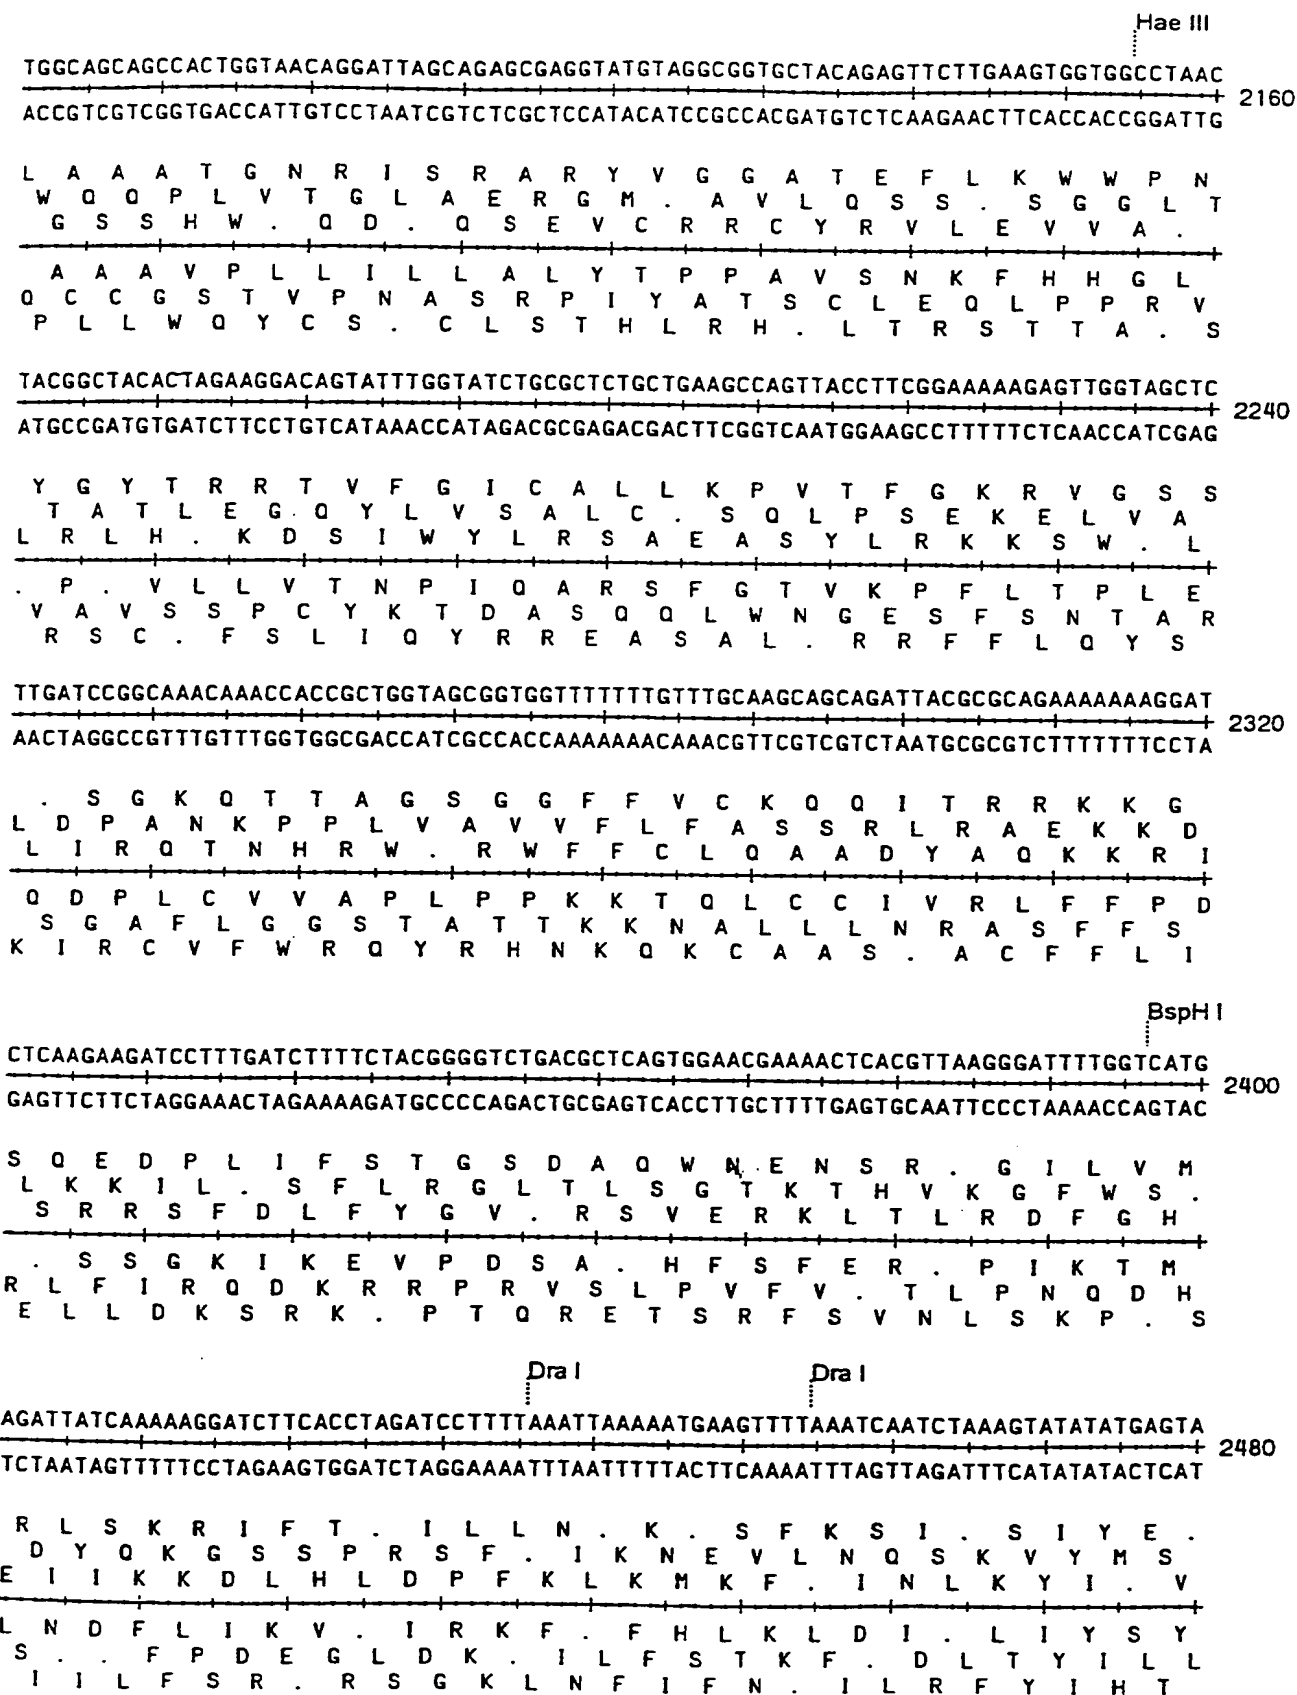 Hae III
TGGCAGCAGCCACTGGTAACAGGATTAGCAGAGCGAGGTATGTAGGCGGTGCTACAGAGTTCTTGAAGTGGTGGCCTAAC
2160
ACCGTCGTCGGTGACCATTGTCCTAATCGTCTCGCTCCATACATCCGCCACGATGTCTCAAGAACTTCACCACCGGATTG
L A A A T G N R I S R A R Y V G G A T E F L K W W P N
W Q Q P L V T G L A E R G M . A V L Q S S . S G G L T
G S S H W . Q D . Q S E V C R R C Y R V L E V V A .
A A A V P L L I L L A L Y T P P A V S N K F H H G L
Q C C G S T V P N A S R P I Y A T S C L E Q L P P R V
P L L W Q Y C S . C L S T H L R H . L T R S T T A . S
TACGGCTACACTAGAAGGACAGTATTTGGTATCTGCGCTCTGCTGAAGCCAGTTACCTTCGGAAAAAGAGTTGGTAGCTC
2240
ATGCCGATGTGATCTTCCTGTCATAAACCATAGACGCGAGACGACTTCGGTCAATGGAAGCCTTTTTCTCAACCATCGAG
Y G Y T R R T V F G I C A L L K P V T F G K R V G S S
T A T L E G Q Y L V S A L C . S Q L P S E K E L V A
L R L H . K D S I W Y L R S A E A S Y L R K K S W . L
. P . V L L V T N P I Q A R S F G T V K P F L T P L E
V A V S S P C Y K T D A S Q Q L W N G E S F S N T A R
R S C . F S L I Q Y R R E A S A L . R R F F L Q Y S
TTGATCCGGCAAACAAACCACCGCTGGTAGCGGTGGTTTTTTTGTTTGCAAGCAGCAGATTACGCGCAGAAAAAAAGGAT
2320
AACTAGGCCGTTTGTTTGGTGGCGACCATCGCCACCAAAAAAACAAACGTTCGTCGTCTAATGCGCGTCTTTTTTTCCTA
. S G K Q T T A G S G G F F V C K Q Q I T R R K K G
L D P A N K P P L V A V V F L F A S S R L R A E K K D
L I R Q T N H R W . R W F F C L Q A A D Y A Q K K R I
Q D P L C V V A P L P P K K T Q L C C I V R L F F P D
S G A F L G G S T A T T K K N A L L L N R A S F F S
K I R C V F W R Q Y R H N K Q K C A A S . A C F F L I
BspH I
CTCAAGAAGATCCTTTGATCTTTTCTACGGGGTCTGACGCTCAGTGGAACGAAAACTCACGTTAAGGGATTTTGGTCATG
2400
GAGTTCTTCTAGGAAACTAGAAAAGATGCCCCAGACTGCGAGTCACCTTGCTTTTGAGTGCAATTCCCTAAAACCAGTAC
S Q E D P L I F S T G S D A Q W N E N S R . G I L V M
L K K I L . S F L R G L T L S G T K T H V K G F W S .
S R R S F D L F Y G V . R S V E R K L T L R D F G H
. S S G K I K E V P D S A . H F S F E R . P I K T M
R L F I R Q D K R R P R V S L P V F V . T L P N Q D H
E L L D K S R K . P T Q R E T S R F S V N L S K P . S
Dra I Dra I
AGATTATCAAAAAGGATCTTCACCTAGATCCTTTTAAATTAAAAATGAAGTTTTAAATCAATCTAAAGTATATATGAGTA
2480
TCTAATAGTTTTTCCTAGAAGTGGATCTAGGAAAATTTAATTTTTACTTCAAAATTTAGTTAGATTTCATATATACTCAT
R L S K R I F T . I L L N . K . S F K S I . S I Y E .
D Y Q K G S S P R S F . I K N E V L N Q S K V Y M S
E I I K K D L H L D P F K L K M K F . I N L K Y I . V
L N D F L I K V . I R K F . F H L K L D I . L I Y S Y
S . . F P D E G L D K . I L F S T K F . D L T Y I L L
I I L F S R . R S G K L N F I F N . I L R F Y I H T